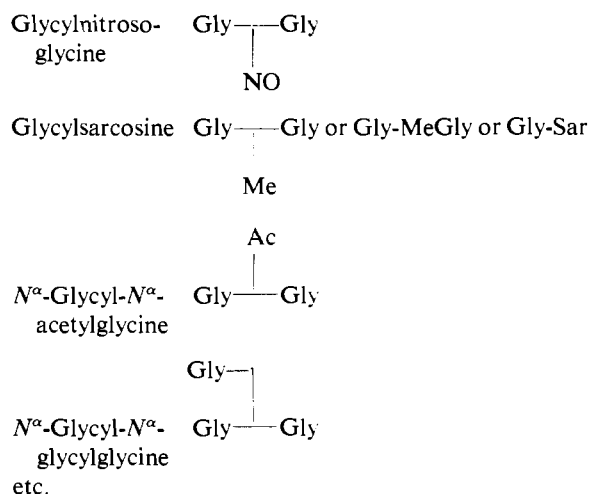 Glycylnitroso- Gly—Gly
glycine
NO
Glycylsarcosine Gly—Gly or Gly-MeGly or Gly-Sar
Me
Ac
Nα-Glycyl-Nα- Gly—Gly
acetylglycine
Gly—
Nα-Glycyl-Nα- Gly—Gly
glycylglycine
etc.